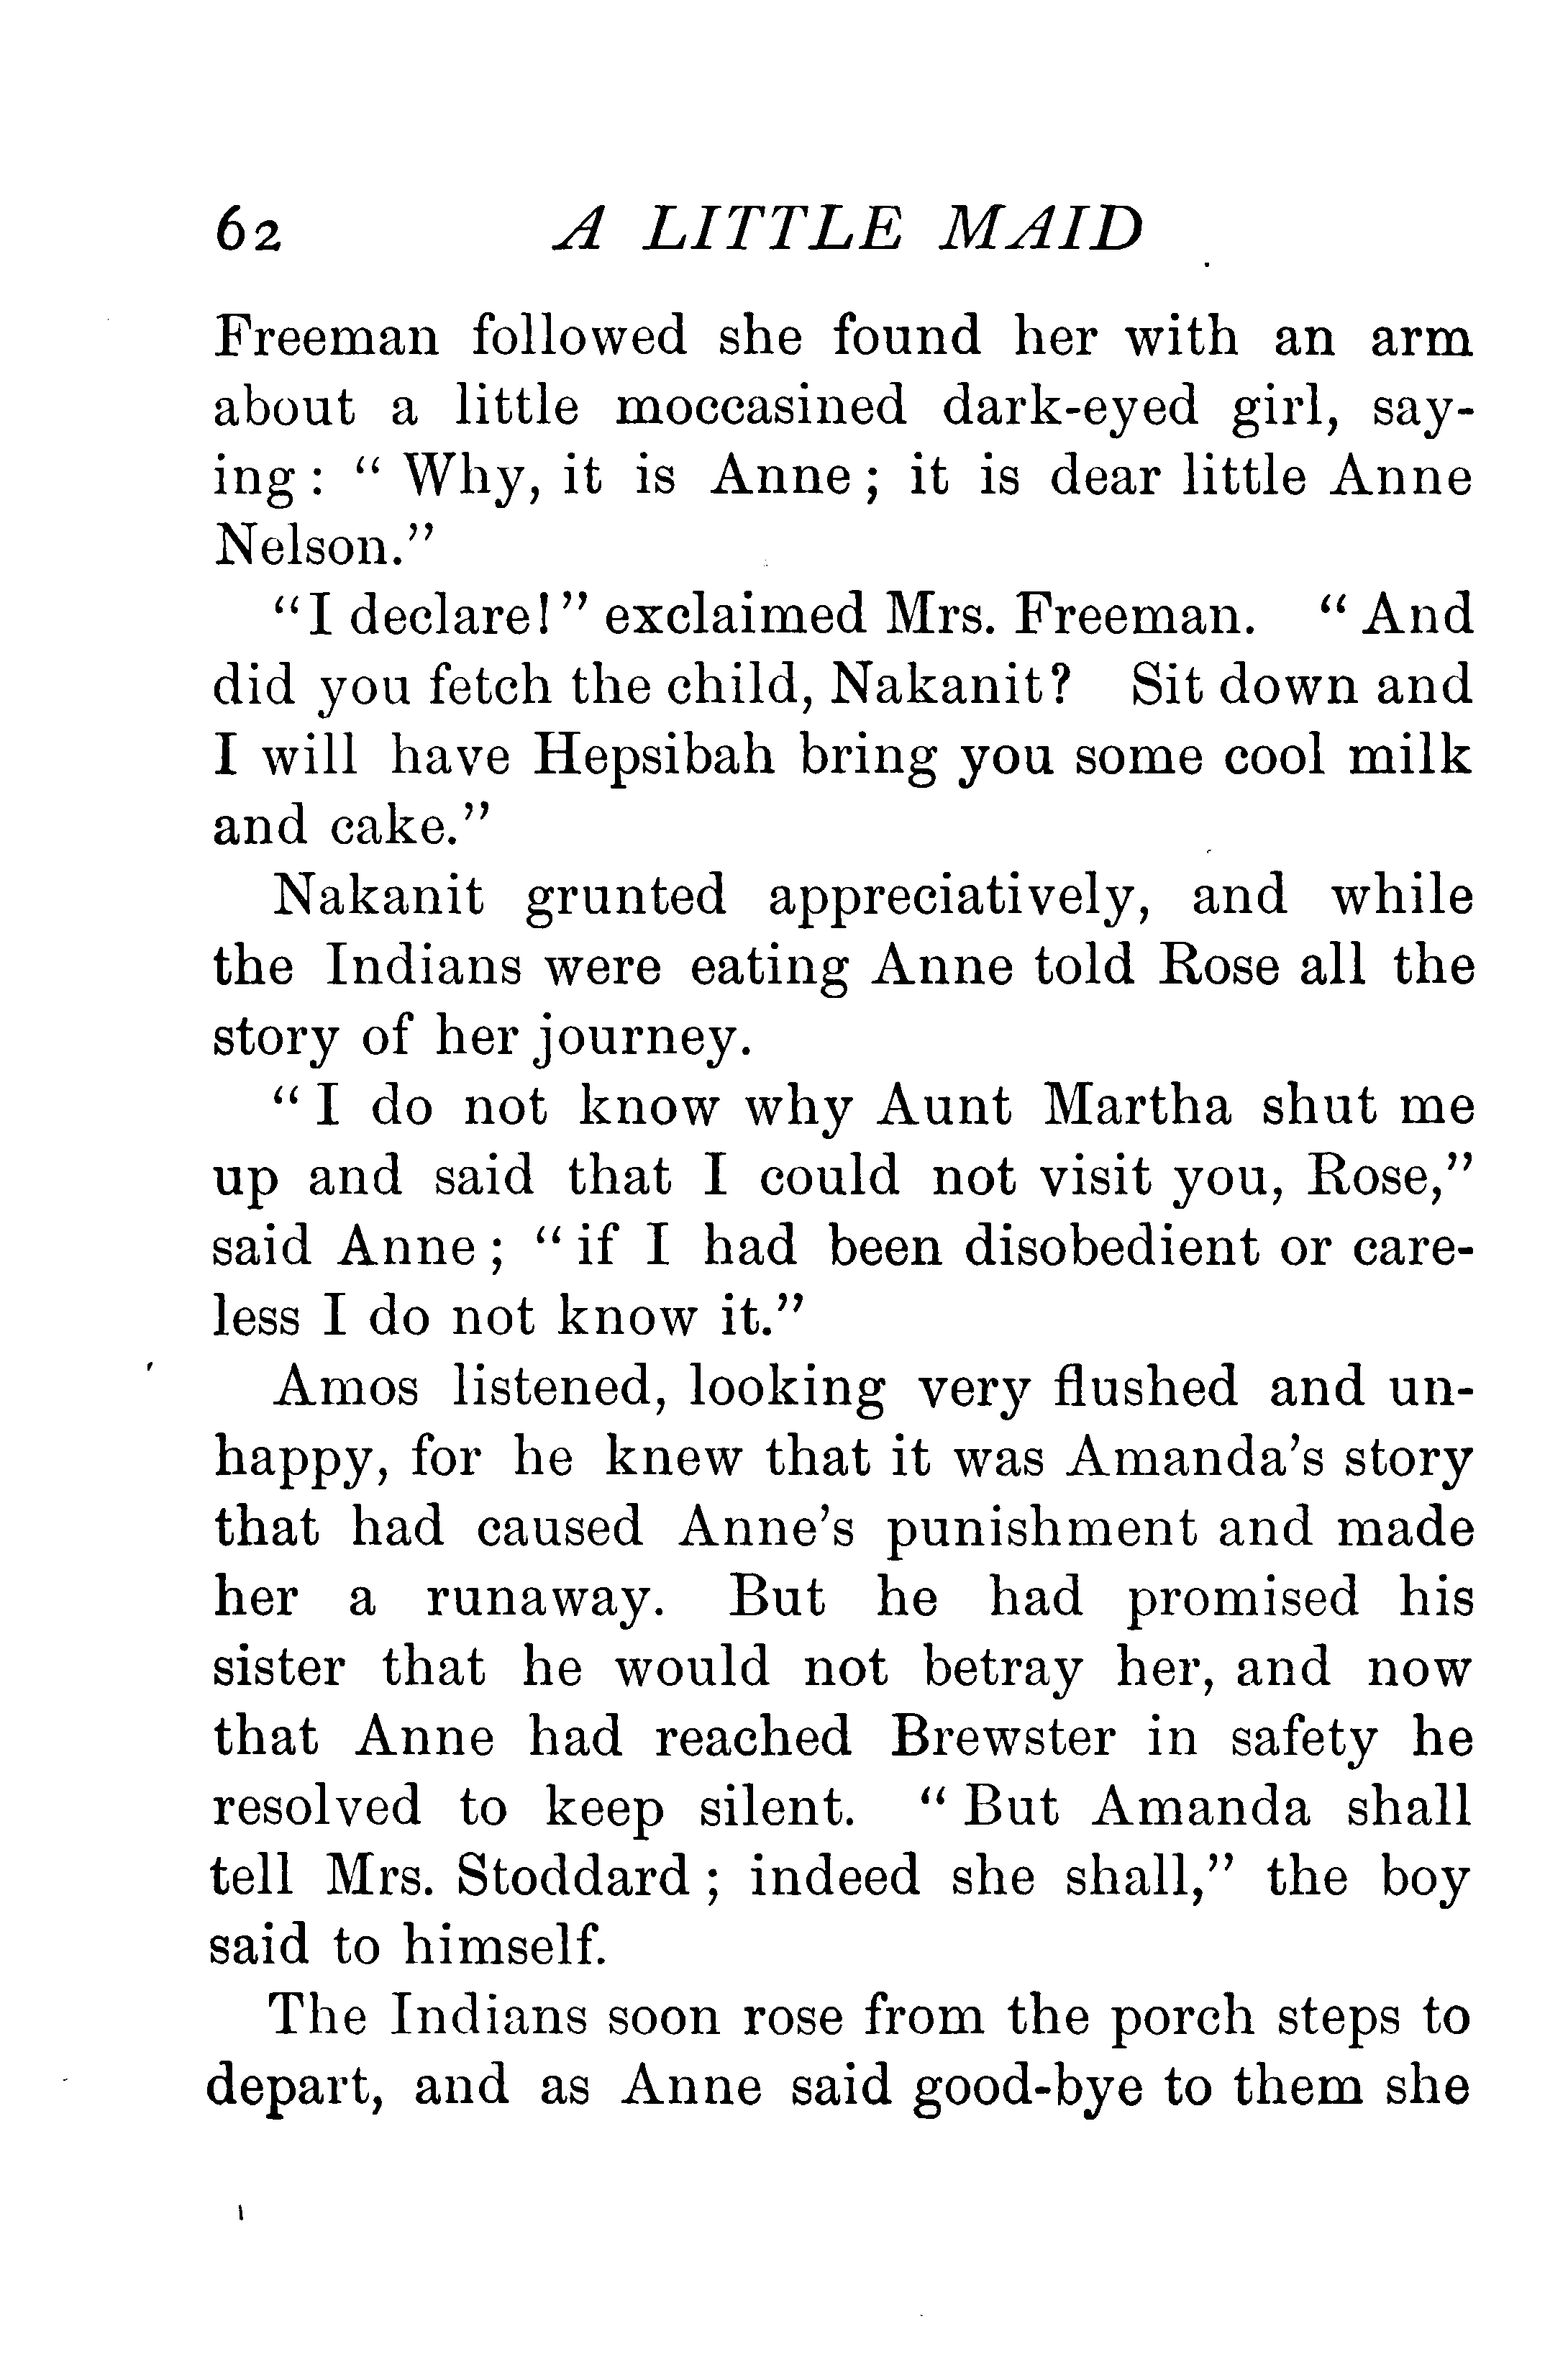 62 A LITTLE MAID
Freeman followed she found her with an arm
about a little moccasined dark-eyed girl, say-
ing: “Why, it is Anne; it is dear little Anne
Nelson.”
“I declare!” exclaimed Mrs. Freeman. “And
did you fetch the child, Nakanit? Sit down and
I will have Hepsibah bring you some cool milk
and cake.”
Nakanit grunted appreciatively, and while
the Indians were eating Anne told Rose all the
story of her journey.
“I do not know why Aunt Martha shut me
up and said that I could not visit you, Rose,”
said Anne; “if I had been disobedient or care-
less I do not know it.”
Amos listened, looking very flushed and un-
happy, for he knew that it was Amanda’s story
that had caused Anne’s punishment and made
her a runaway. But he had promised his
sister that he would not betray her, and now
that Anne had reached Brewster in safety he
resolved to keep silent. “But Amanda shall
tell Mrs. Stoddard; indeed she shall,” the boy
said to himself.
The Indians soon rose from the porch steps to
depart, and as Anne said good-bye to them she